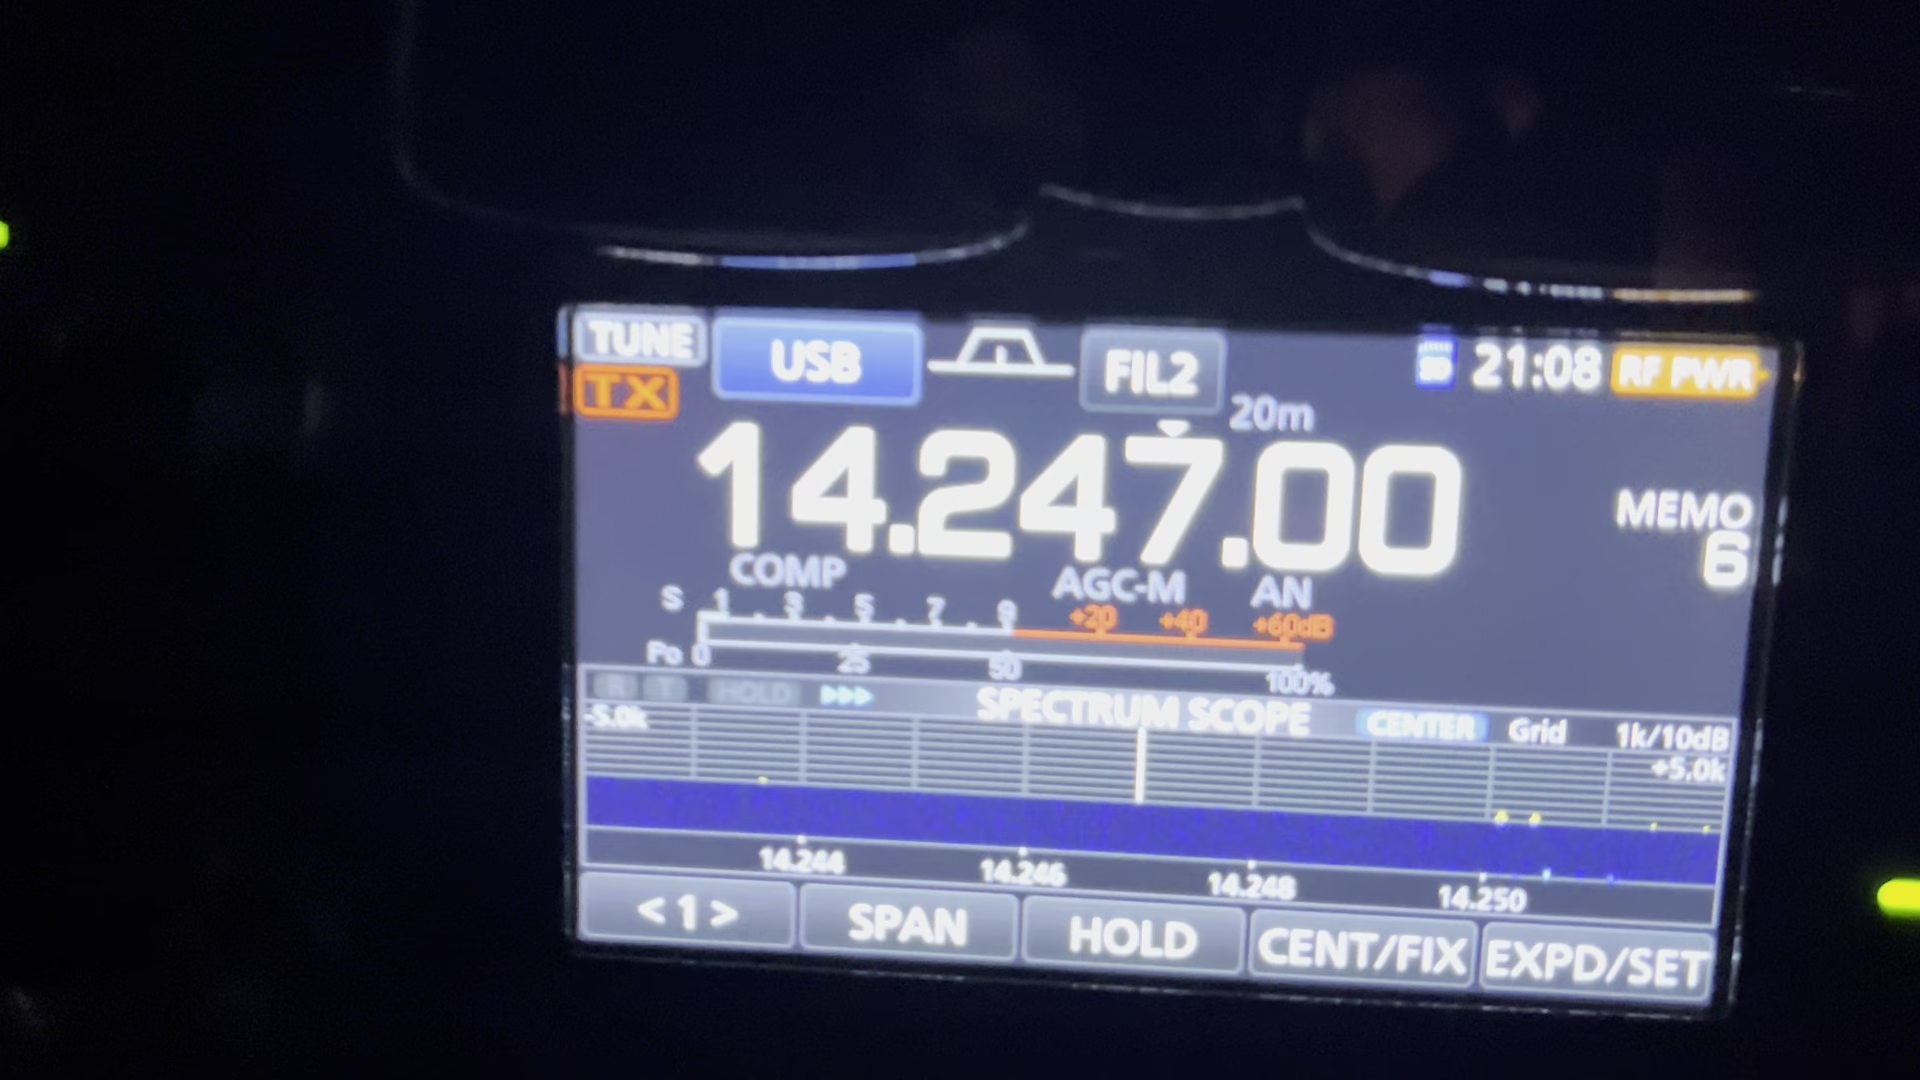 TUNE USB FIL2 SD 21:08 RF PWR
TX 20m
14.247.00
MEMO
6
COMP AGC-M AN
S 1 . 3 . 5 . 7 . 9 +20 +40 +60dB
Po 0 25 50 100%
R T HOLD SPECTRUM SCOPE CENTER Grid 1k/10dB
-5.0k +5.0k
14.244 14.246 14.248 14.250
<1> SPAN HOLD CENT/FIX EXPD/SET